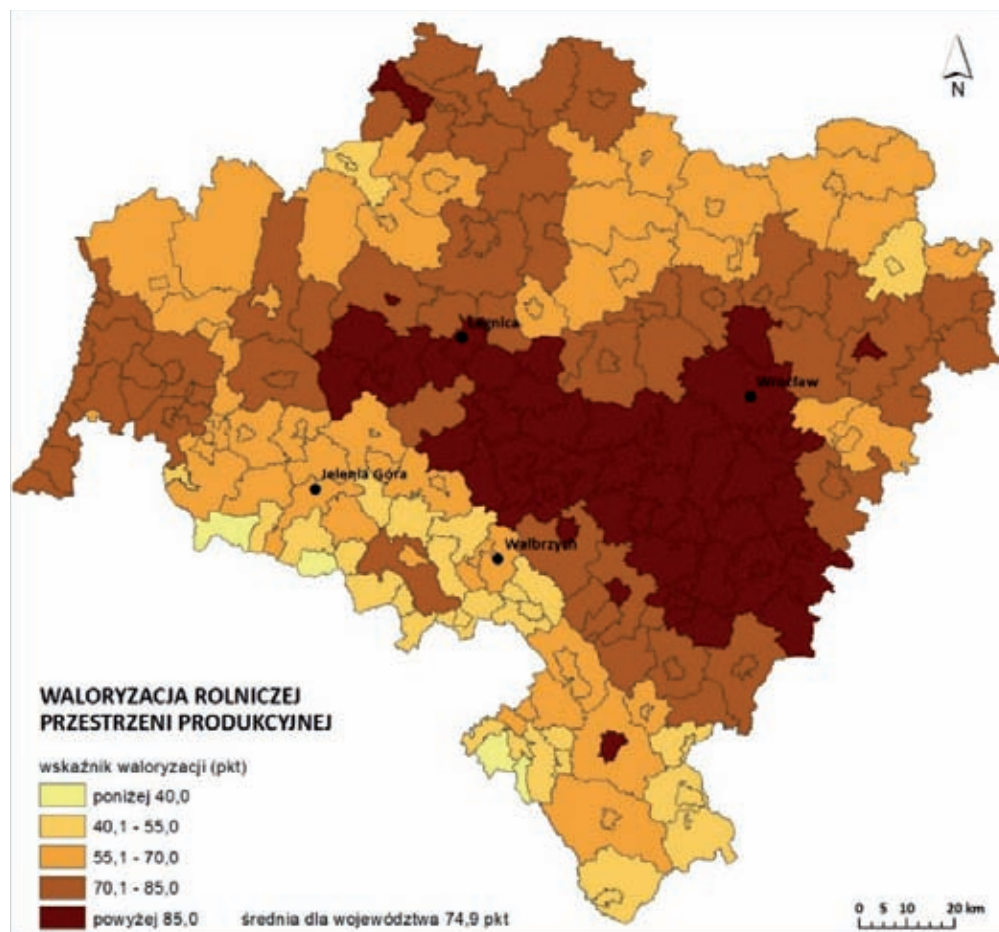 N
Legnica
Wrocław
Jelenia Góra
Wałbrzych
WALORYZACJA ROLNICZEJ
PRZESTRZENI PRODUKCYJNEJ
wskaźnik waloryzacji (pkt)
poniżej 40,0
40,1 - 55,0
55,1 - 70,0
70,1 - 85,0
powyżej 85,0 średnia dla województwa 74,9 pkt
0 5 10 20 km